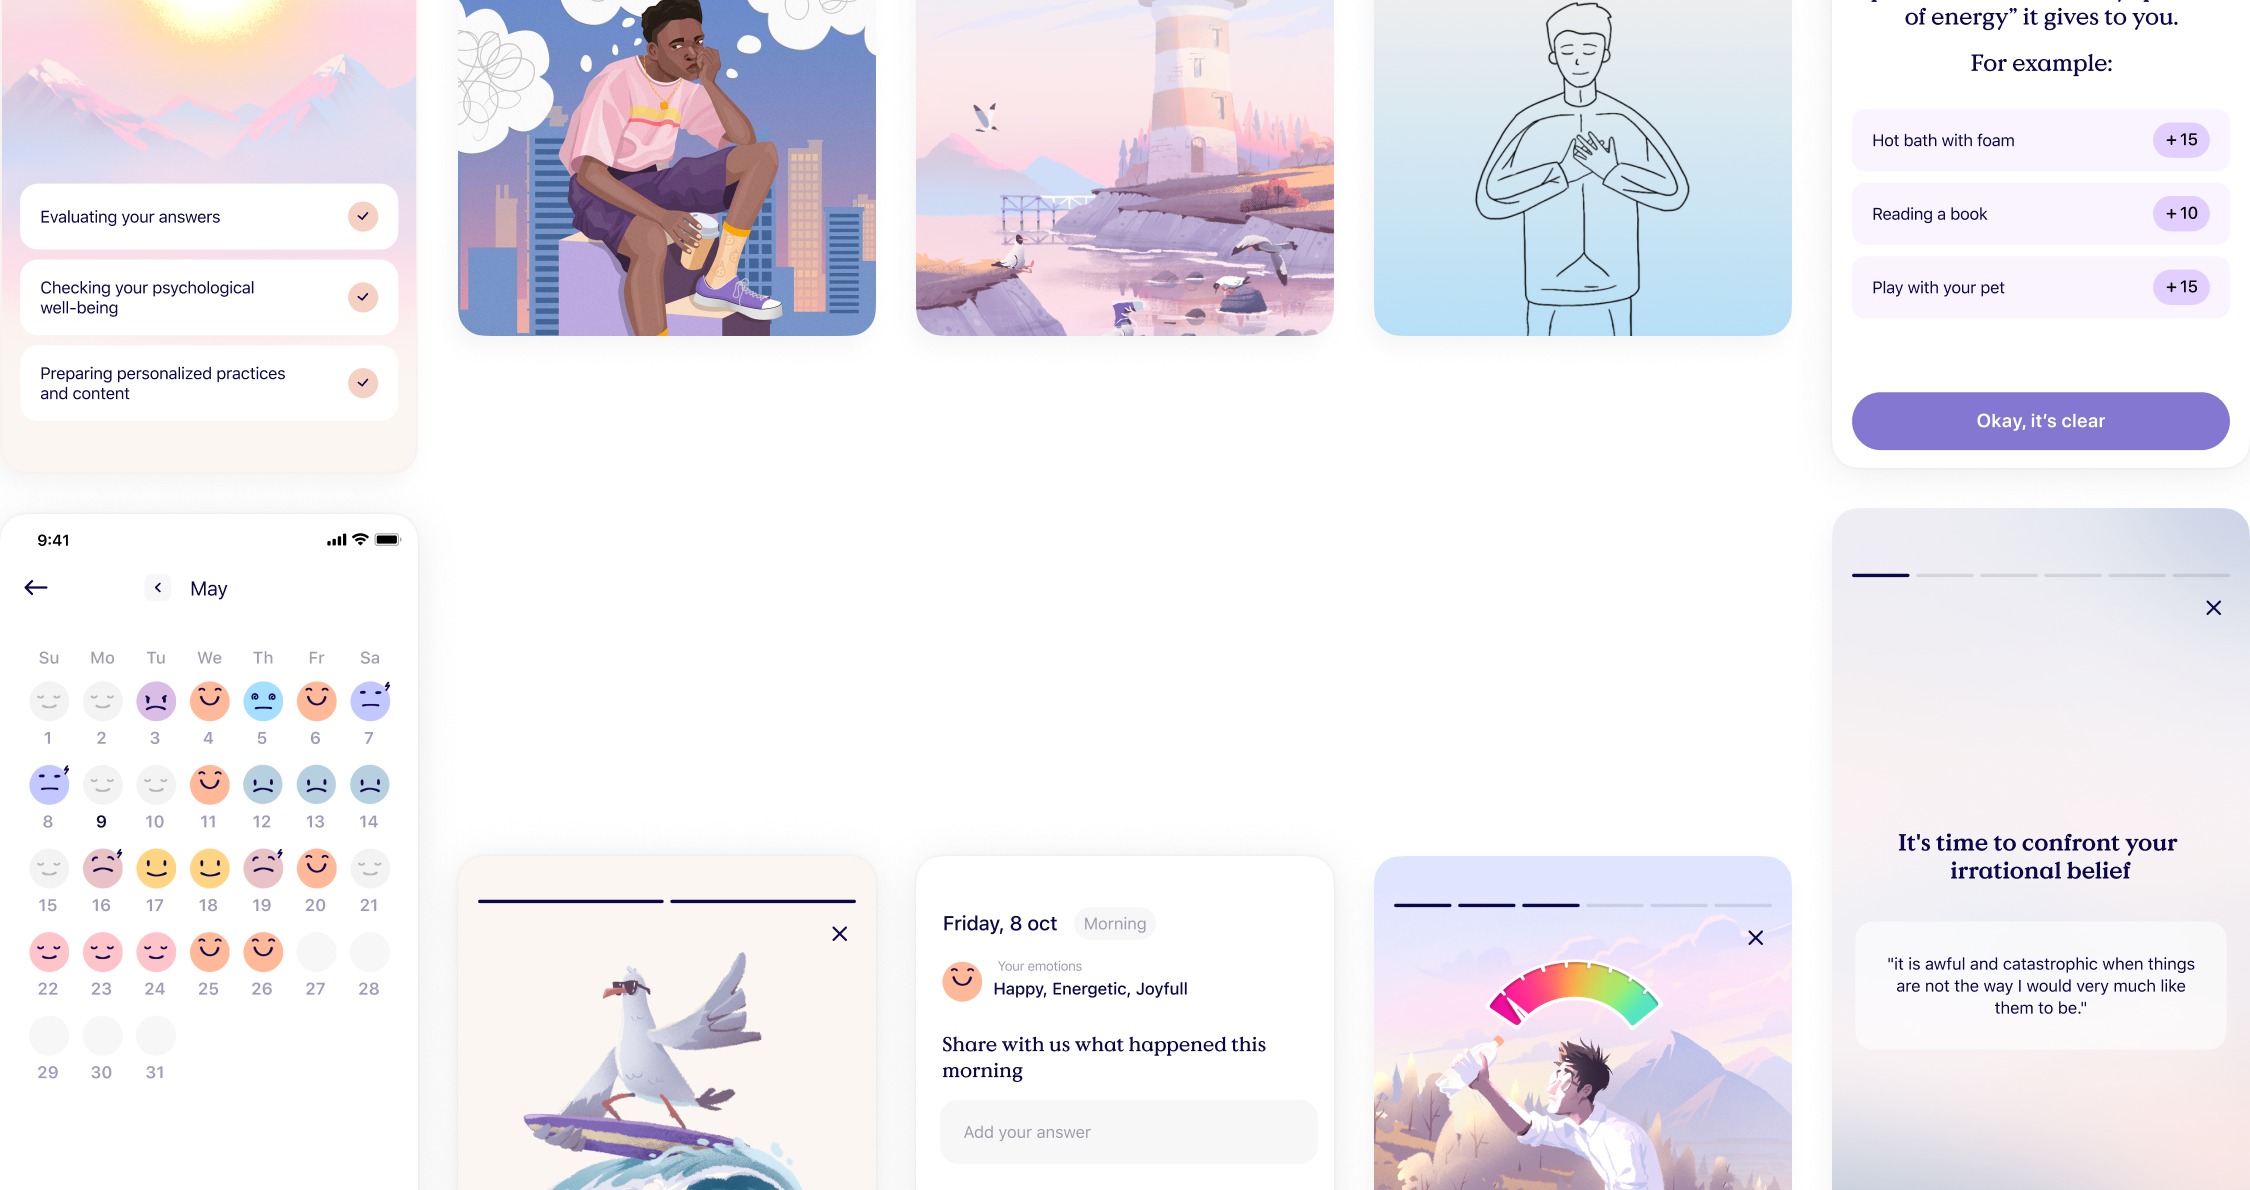 of energy” it gives to you.
For example:
Hot bath with foam
+15
Reading a book
+10
Play with your pet
+15
Okay, it’s clear
Evaluating your answers
Checking your psychological
well-being
Preparing personalized practices
and content
9:41
May
Su Mo Tu We Th Fr Sa
1 2 3 4 5 6 7
8 9 10 11 12 13 14
15 16 17 18 19 20 21
22 23 24 25 26 27 28
29 30 31
Friday, 8 oct
Morning
Your emotions
Happy, Energetic, Joyfull
Share with us what happened this
morning
Add your answer
It's time to confront your
irrational belief
"it is awful and catastrophic when things
are not the way I would very much like
them to be."